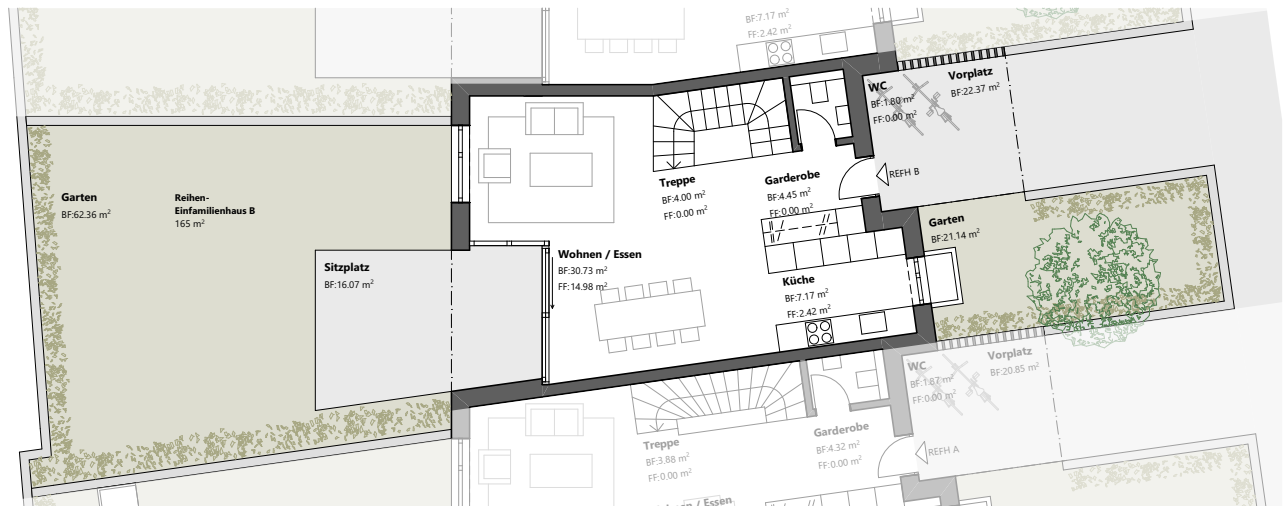 BF:7.17 m²
FF:2.42 m²
WC
BF:1.80 m²
FF:0.00 m²
Vorplatz
BF:22.37 m²
Garten
BF:62.36 m²
Reihen-
Einfamilienhaus B
165 m²
Treppe
BF:4.00 m²
FF:0.00 m²
Garderobe
BF:4.45 m²
FF:0.00 m²
REFH B
Garten
BF:21.14 m²
Sitzplatz
BF:16.07 m²
Wohnen / Essen
BF:30.73 m²
FF:14.98 m²
Küche
BF:7.17 m²
FF:2.42 m²
WC
BF:1.87 m²
FF:0.00 m²
Vorplatz
BF:20.85 m²
Treppe
BF:3.88 m²
FF:0.00 m²
Garderobe
BF:4.32 m²
FF:0.00 m²
REFH A
/ Essen